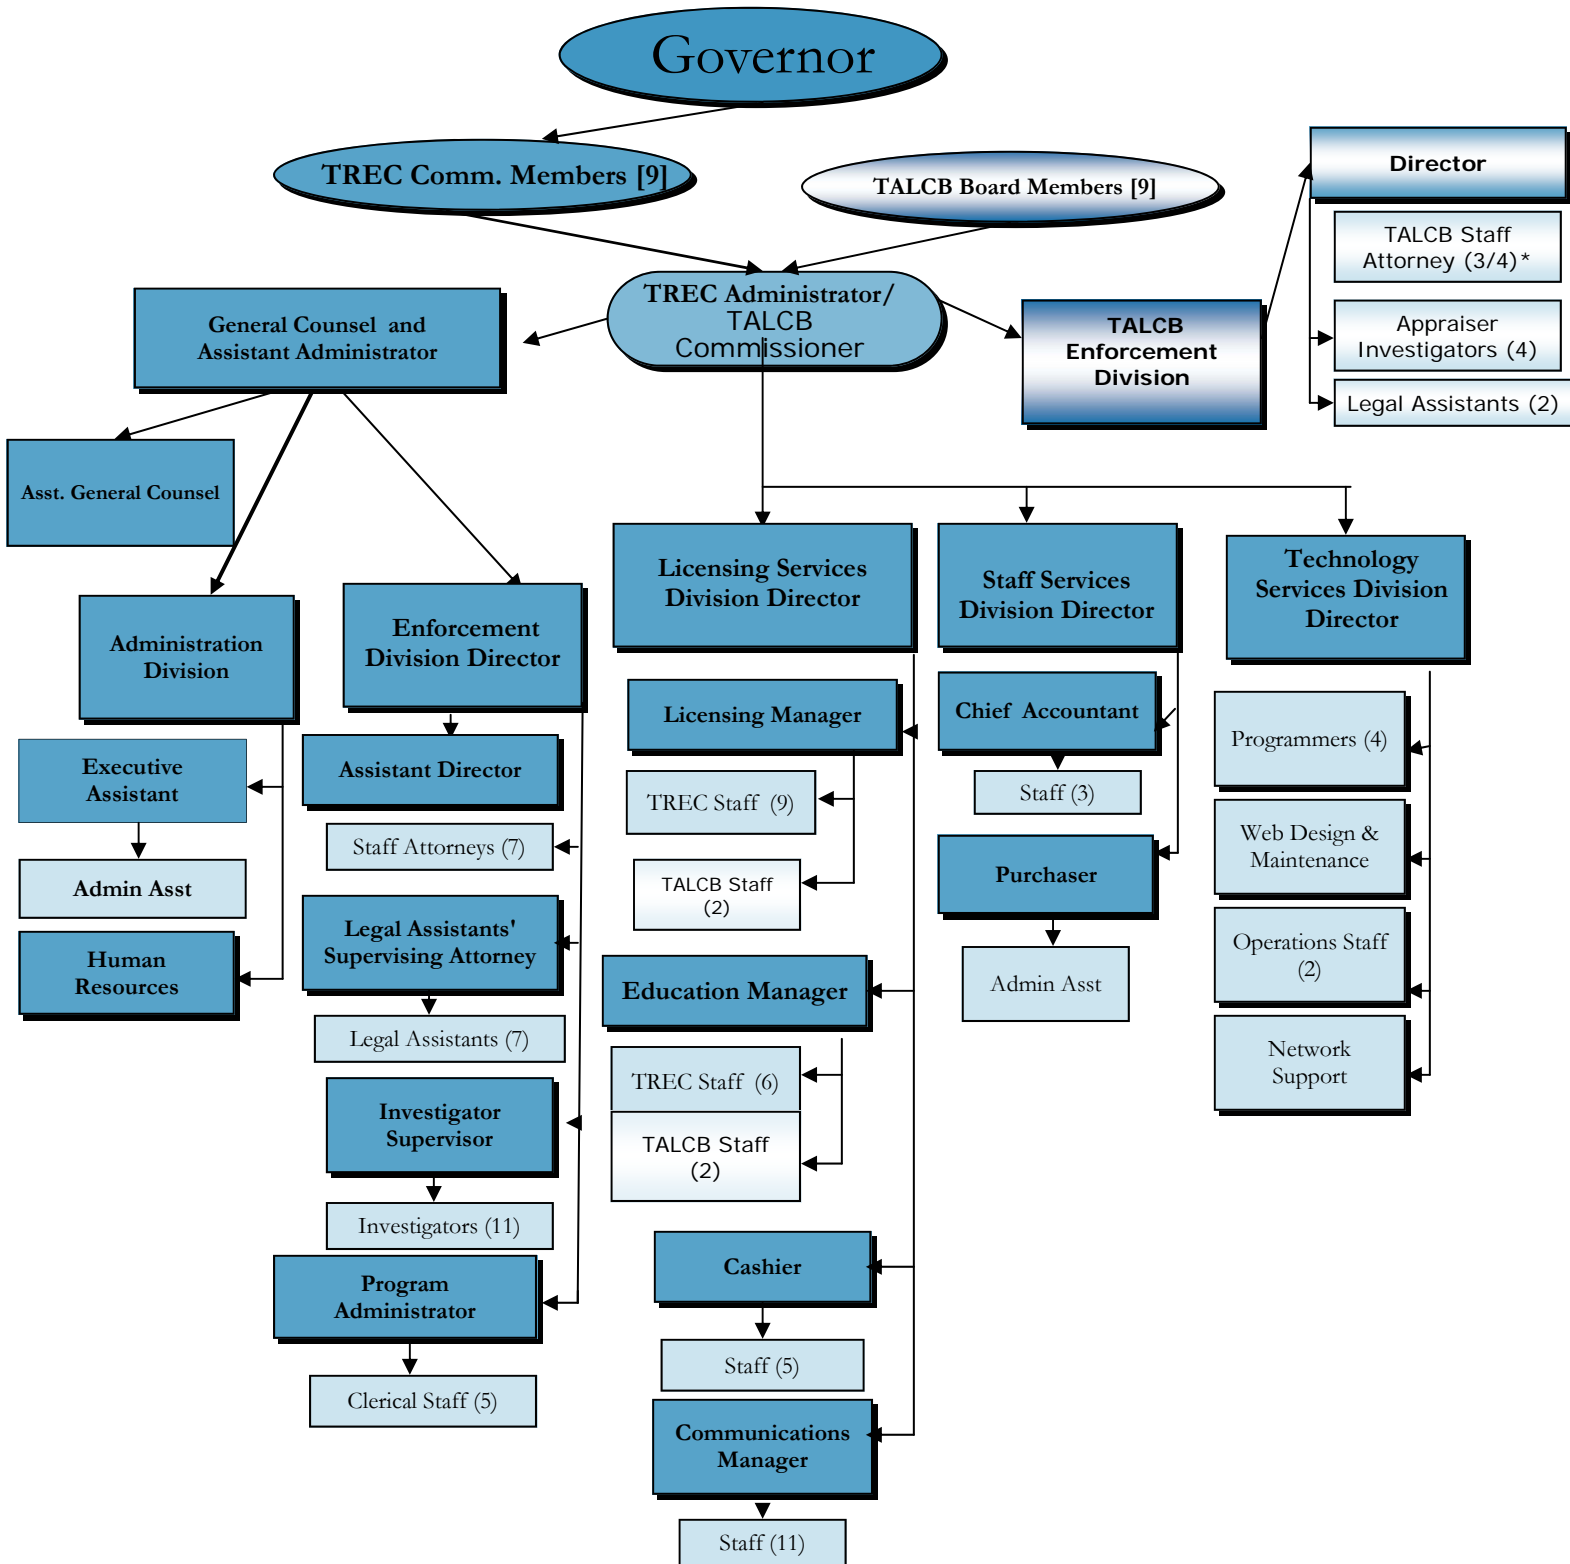 Governor
TREC Comm. Members [9]
TALCB Board Members [9]
Director
TALCB Staff
Attorney (3/4)*
Appraiser
Investigators (4)
Legal Assistants (2)
TREC Administrator/
TALCB
Commissioner
TALCB
Enforcement
Division
General Counsel and
Assistant Administrator
Asst. General Counsel
Administration
Division
Executive
Assistant
Admin Asst
Human
Resources
Enforcement
Division Director
Assistant Director
Staff Attorneys (7)
Legal Assistants'
Supervising Attorney
Legal Assistants (7)
Investigator
Supervisor
Investigators (11)
Program
Administrator
Clerical Staff (5)
Licensing Services
Division Director
Licensing Manager
TREC Staff (9)
TALCB Staff
(2)
Education Manager
TREC Staff (6)
TALCB Staff
(2)
Cashier
Staff (5)
Communications
Manager
Staff (11)
Staff Services
Division Director
Chief Accountant
Staff (3)
Purchaser
Admin Asst
Technology
Services Division
Director
Programmers (4)
Web Design &
Maintenance
Operations Staff
(2)
Network
Support